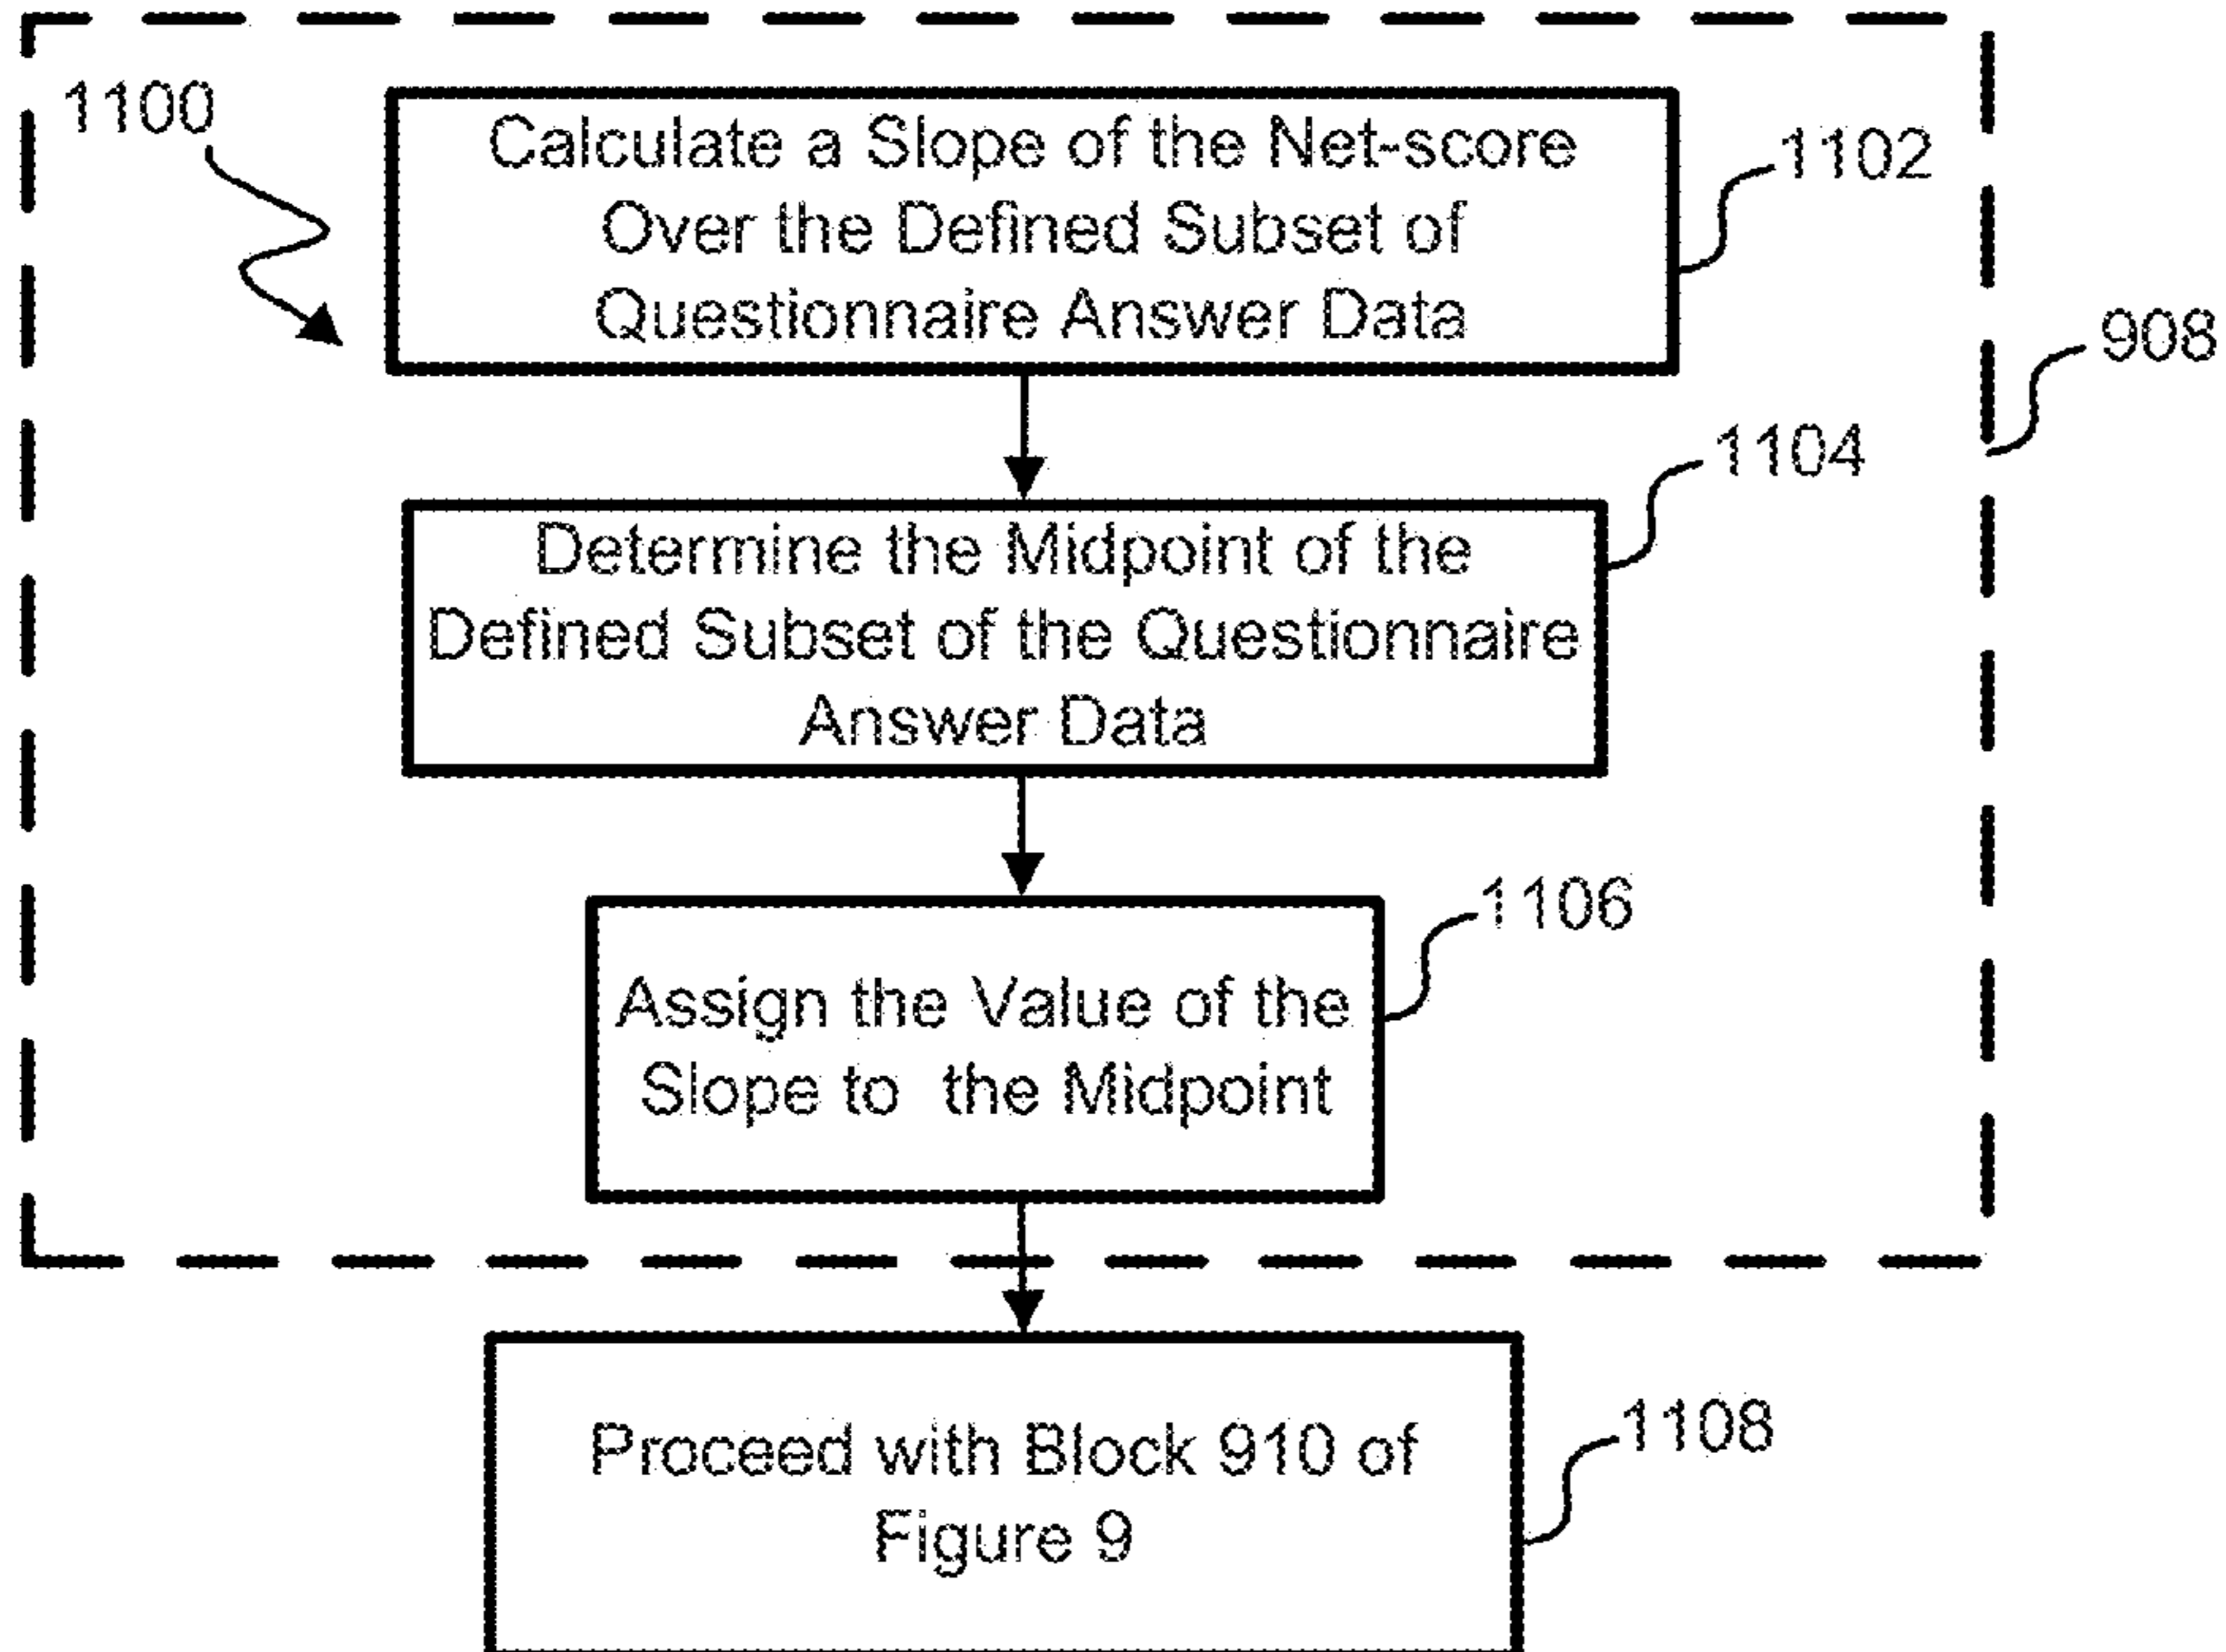 1100
Calculate a Slope of the Net-score
Over the Defined Subset of
Questionnaire Answer Data
1102
908
Determine the Midpoint of the
Defined Subset of the Questionnaire
Answer Data
1104
Assign the Value of the
Slope to the Midpoint
1106
Proceed with Block 910 of
Figure 9
1108